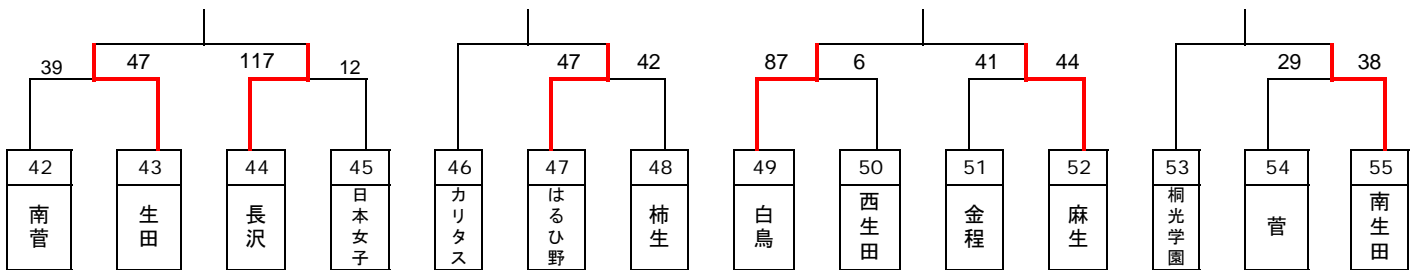 39 47 117 12 47 42 87 6 41 44 29 38
42 43 44 45 46 47 48 49 50 51 52 53 54 55
南菅
生田
長沢
日本女子
カリタス
はるひ野
柿生
白鳥
西生田
金程
麻生
桐光学園
菅
南生田